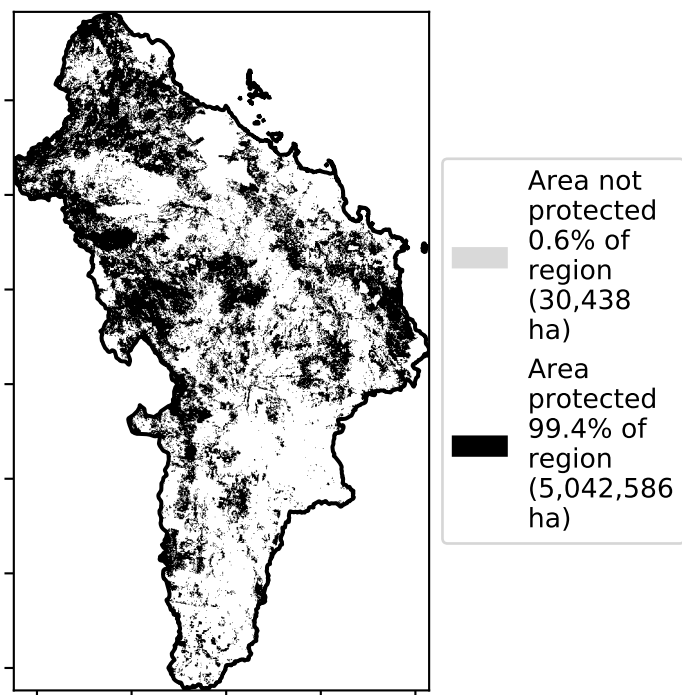 Area not
protected
0.6% of
region
(30,438
ha)
Area
protected
99.4% of
region
(5,042,586
ha)